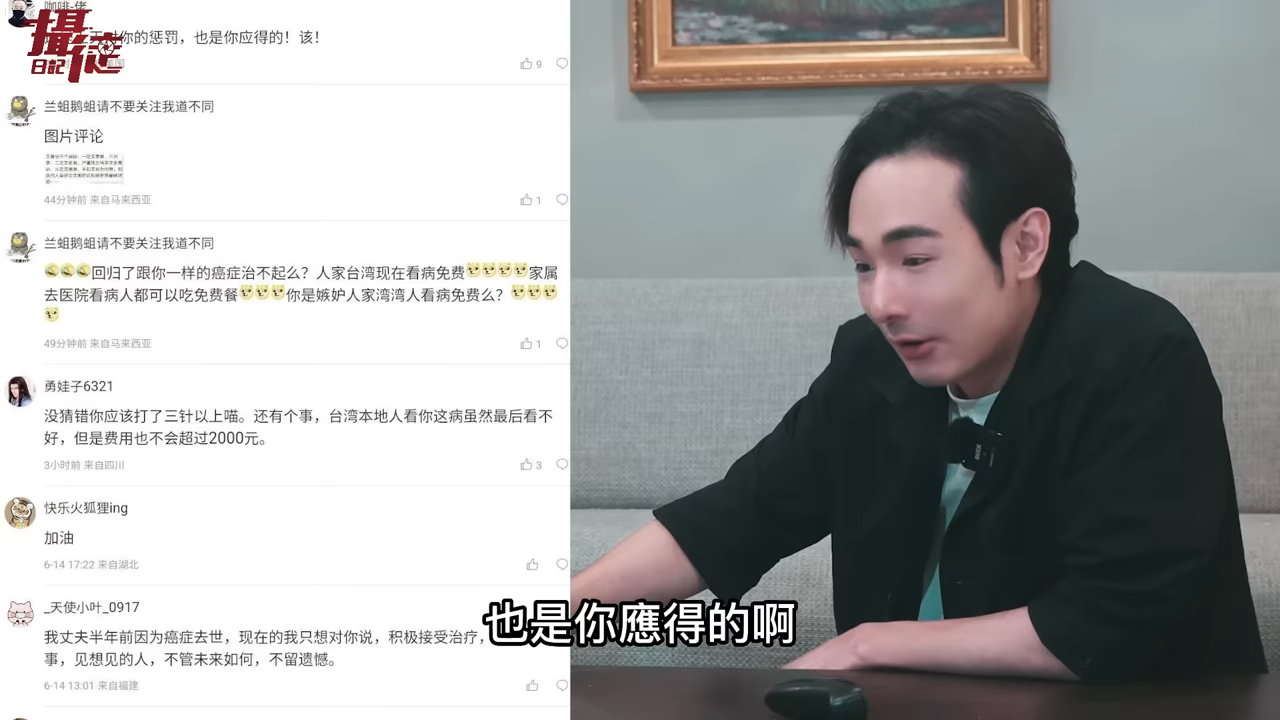 咖啡-佬
攝徒
日記
你的惩罚，也是你应得的！该！
9
兰蛆鹅蛆请不要关注我道不同
图片评论
44分钟前 来自马来西亚
1
兰蛆鹅蛆请不要关注我道不同
回归了跟你一样的癌症治不起么？人家台湾现在看病免费家属
去医院看病人都可以吃免费餐你是嫉妒人家湾湾人看病免费么？
49分钟前 来自马来西亚
1
勇娃子6321
没猜错你应该打了三针以上喵。还有个事，台湾本地人看你这病虽然最后看不
好，但是费用也不会超过2000元。
3小时前 来自四川
3
快乐火狐狸ing
加油
6-14 17:22 来自湖北
_天使小叶_0917
我丈夫半年前因为癌症去世，现在的我只想对你说，积极接受治疗，
事，见想见的人，不管未来如何，不留遗憾。
6-14 13:01 来自福建
也是你應得的啊